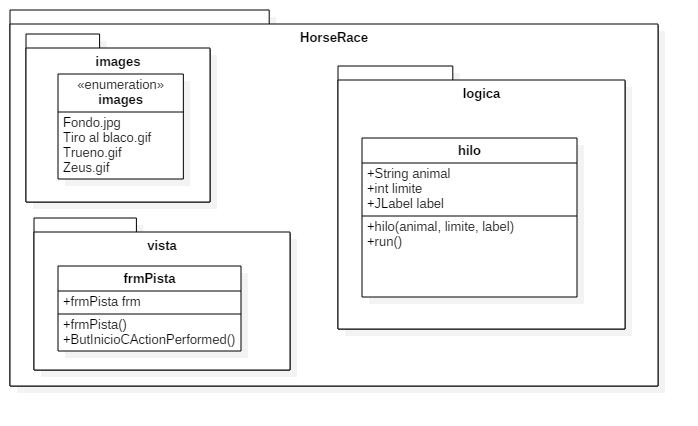 HorseRace
images
«enumeration»
images
Fondo.jpg
Tiro al blaco.gif
Trueno.gif
Zeus.gif
logica
hilo
+String animal
+int limite
+JLabel label
+hilo(animal, limite, label)
+run()
vista
frmPista
+frmPista frm
+frmPista()
+ButInicioCActionPerformed()